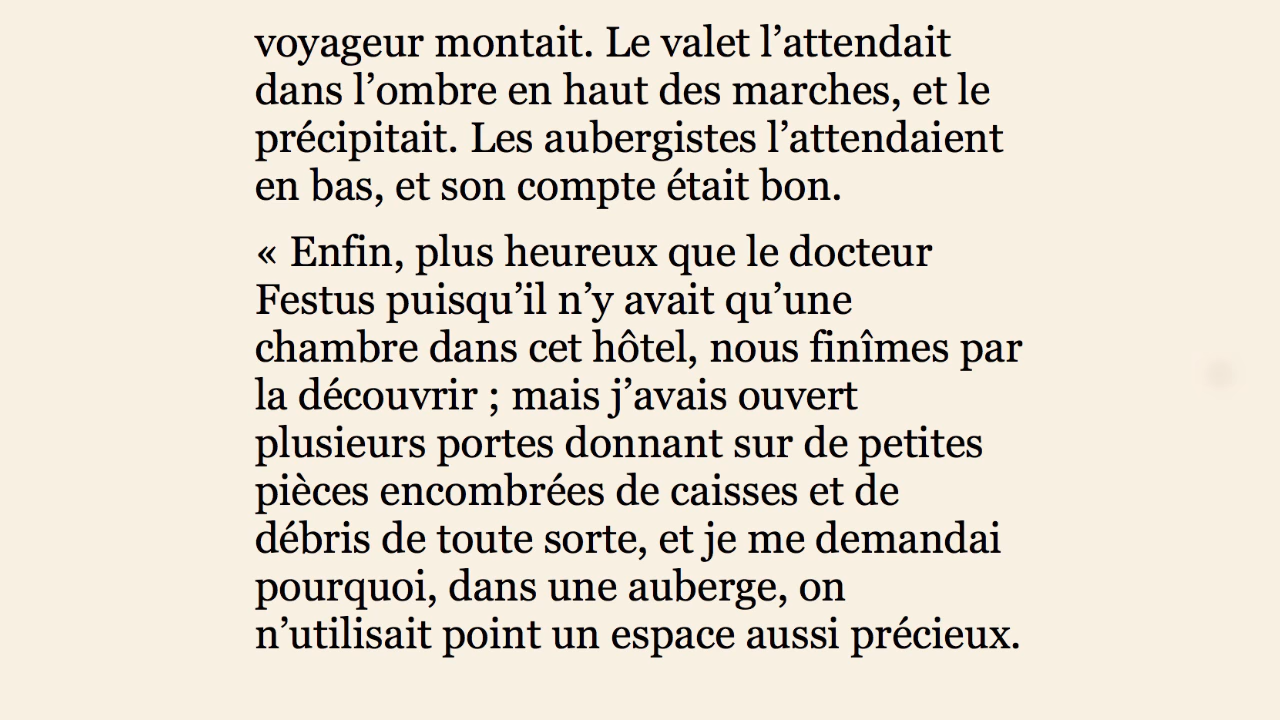 voyageur montait. Le valet l’attendait
dans l’ombre en haut des marches, et le
précipitait. Les aubergistes l’attendaient
en bas, et son compte était bon.
« Enfin, plus heureux que le docteur
Festus puisqu’il n’y avait qu’une
chambre dans cet hôtel, nous finîmes par
la découvrir ; mais j’avais ouvert
plusieurs portes donnant sur de petites
pièces encombrées de caisses et de
débris de toute sorte, et je me demandai
pourquoi, dans une auberge, on
n’utilisait point un espace aussi précieux.